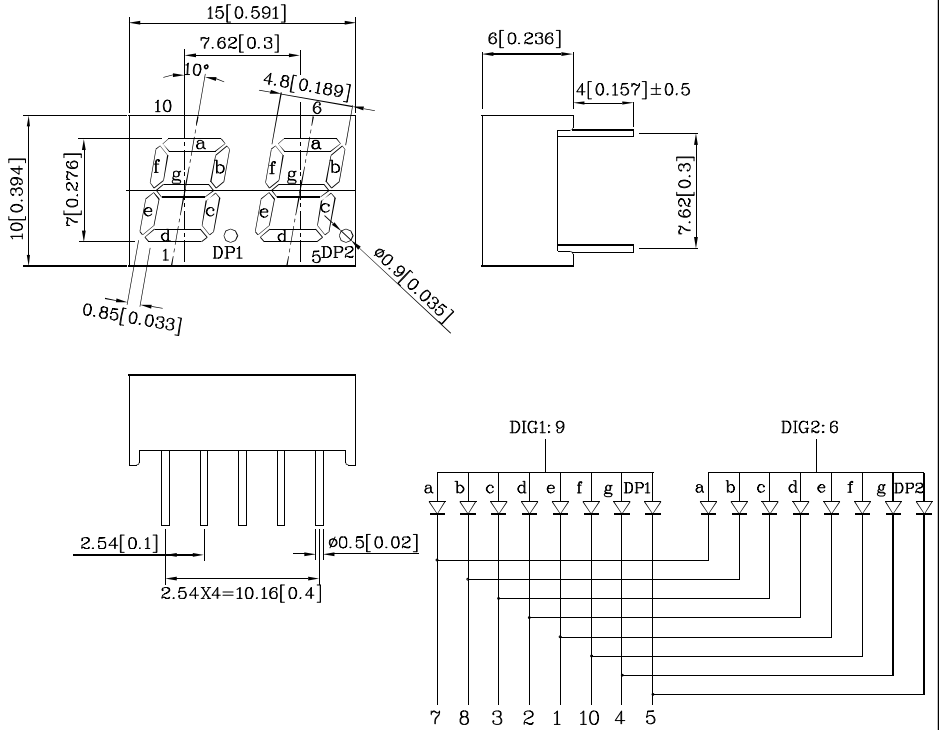 15[0.591]
7.62[0.3]
10°
4.8[0.189]
10
6
a
a
f
b
f
b
g
g
e
c
e
c
d
d
1
DP1
5
DP2
10[0.394]
7[0.276]
0.85[0.033]
ø0.9[0.035]
6[0.236]
4[0.157]±0.5
7.62[0.3]
2.54[0.1]
ø0.5[0.02]
2.54X4=10.16[0.4]
DIG1:9
DIG2:6
a b c d e f g DP1
a b c d e f g DP2
7 8 3 2 1 10 4 5